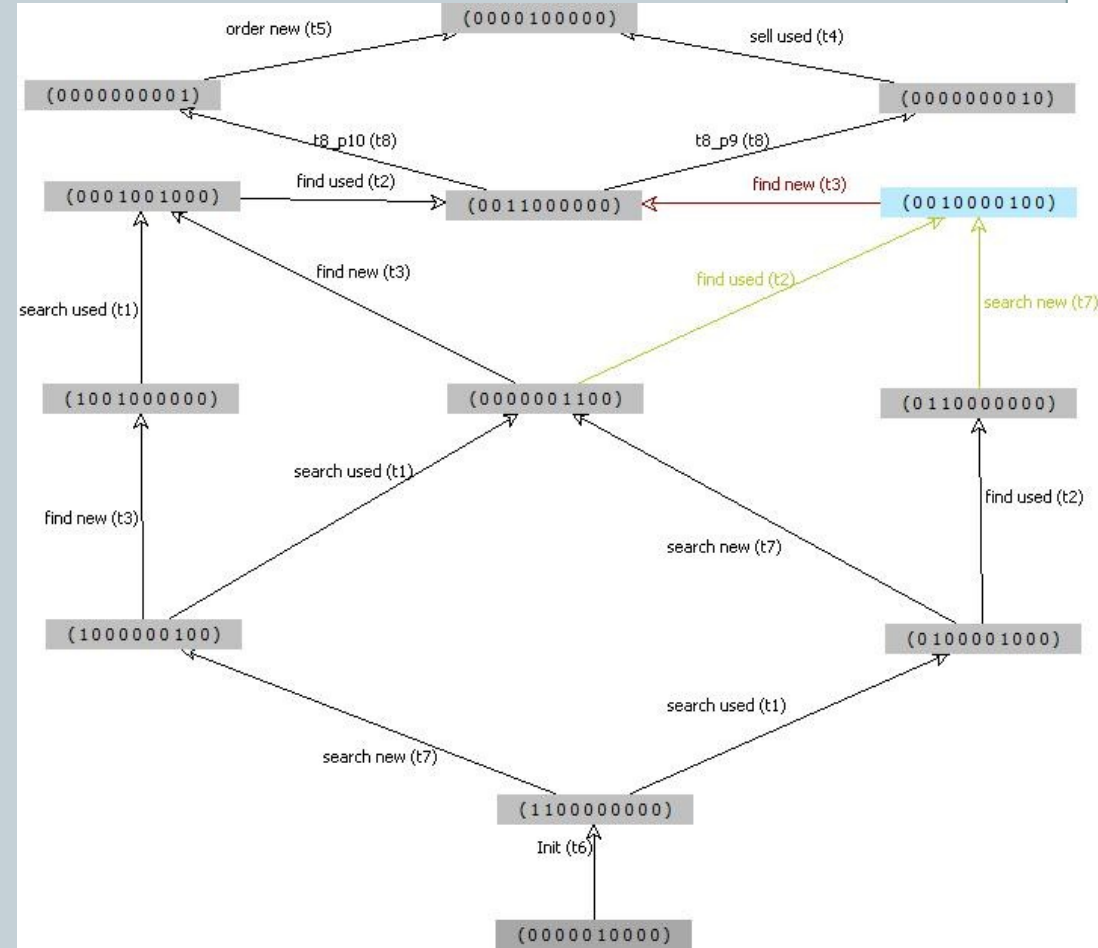 (0000100000)
order new (t5)
sell used (t4)
(0000000001)
(0000000010)
t8_p10 (t8)
t8_p9 (t8)
find used (t2)
find new (t3)
(0001001000)
(0011000000)
(0010000100)
find new (t3)
find used (t2)
search used (t1)
search new (t7)
(1001000000)
(0000001100)
(0110000000)
search used (t1)
find new (t3)
find used (t2)
search new (t7)
(1000000100)
(0100001000)
search used (t1)
search new (t7)
(1100000000)
Init (t6)
(0000010000)